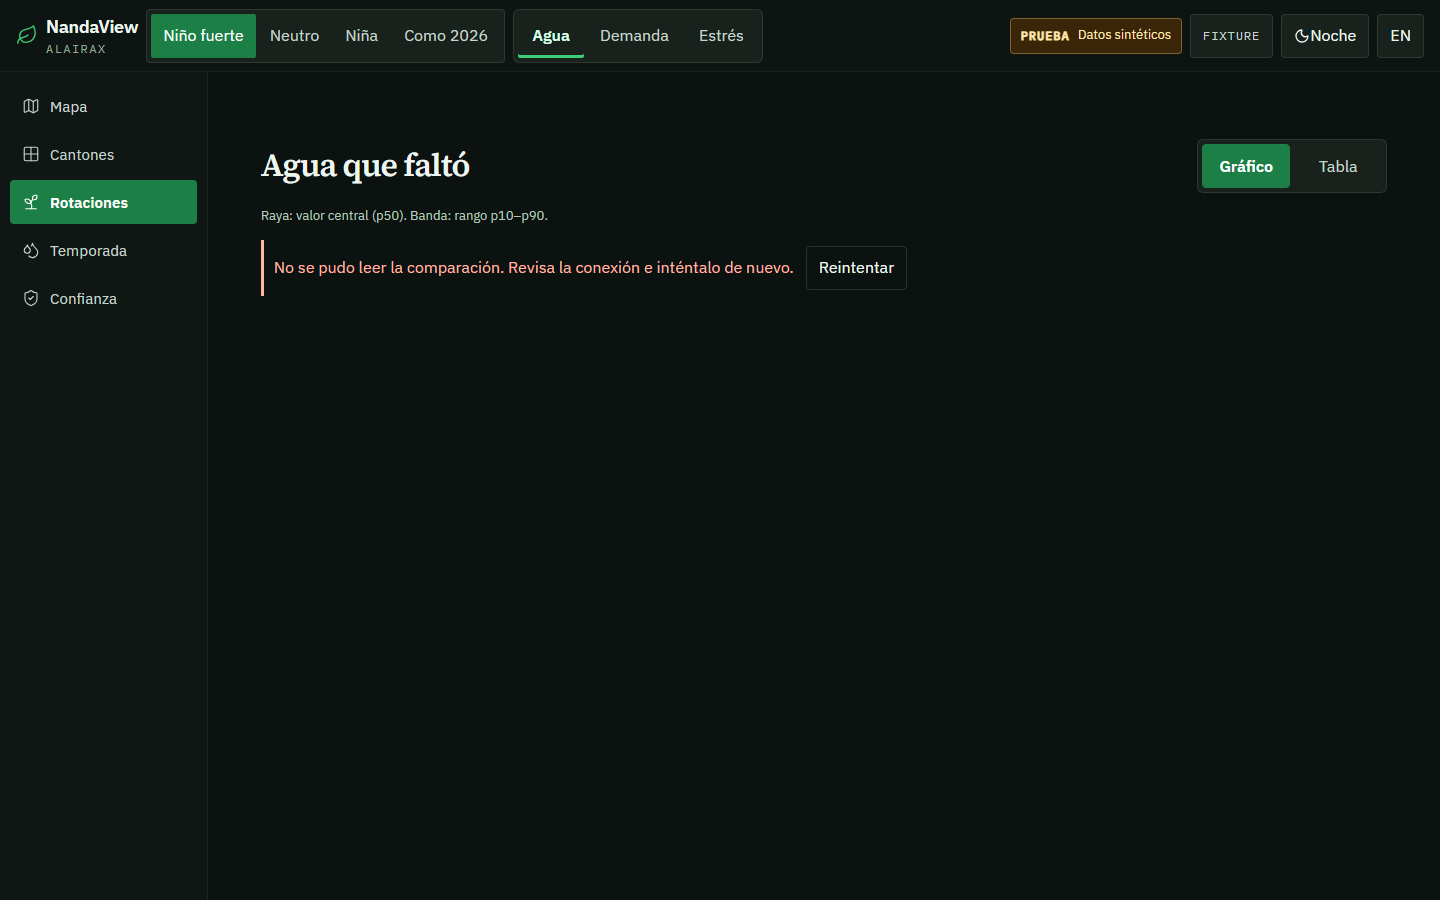 NandaView
ALAIRAX
Niño fuerte
Neutro
Niña
Como 2026
Agua
Demanda
Estrés
PRUEBA Datos sintéticos
FIXTURE
Noche
EN
Mapa
Cantones
Rotaciones
Temporada
Confianza
Agua que faltó
Gráfico
Tabla
Raya: valor central (p50). Banda: rango p10–p90.
No se pudo leer la comparación. Revisa la conexión e inténtalo de nuevo.
Reintentar